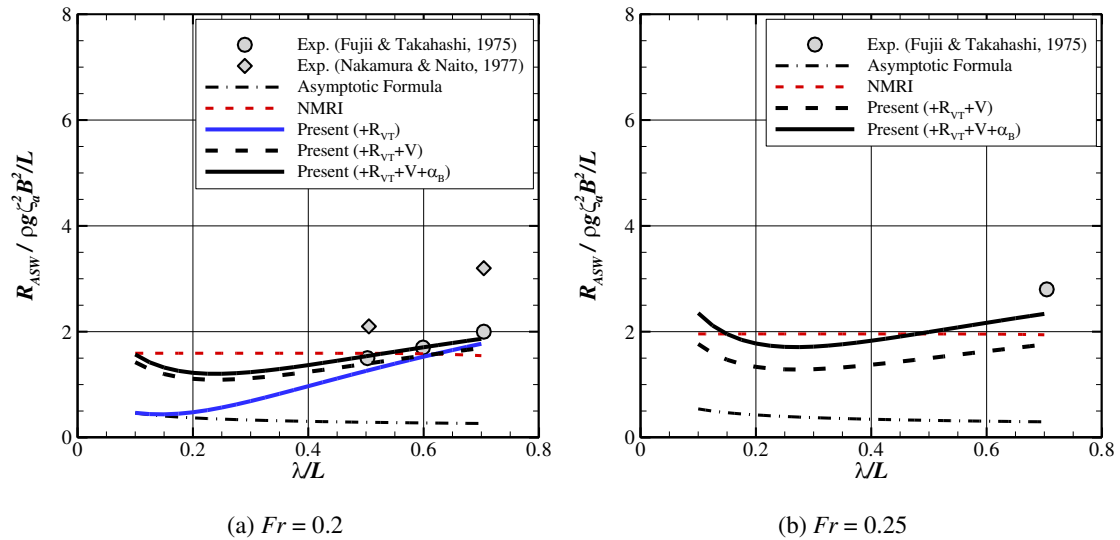 8
6
4
2
0
R_ASW / ρgζ_a²B²/L
Exp. (Fujii & Takahashi, 1975)
Exp. (Nakamura & Naito, 1977)
Asymptotic Formula
NMRI
Present (+R_VT)
Present (+R_VT+V)
Present (+R_VT+V+α_B)
0 0.2 0.4 0.6 0.8
λ/L
(a) Fr = 0.2
8
6
4
2
0
R_ASW / ρgζ_a²B²/L
Exp. (Fujii & Takahashi, 1975)
Asymptotic Formula
NMRI
Present (+R_VT+V)
Present (+R_VT+V+α_B)
0 0.2 0.4 0.6 0.8
λ/L
(b) Fr = 0.25